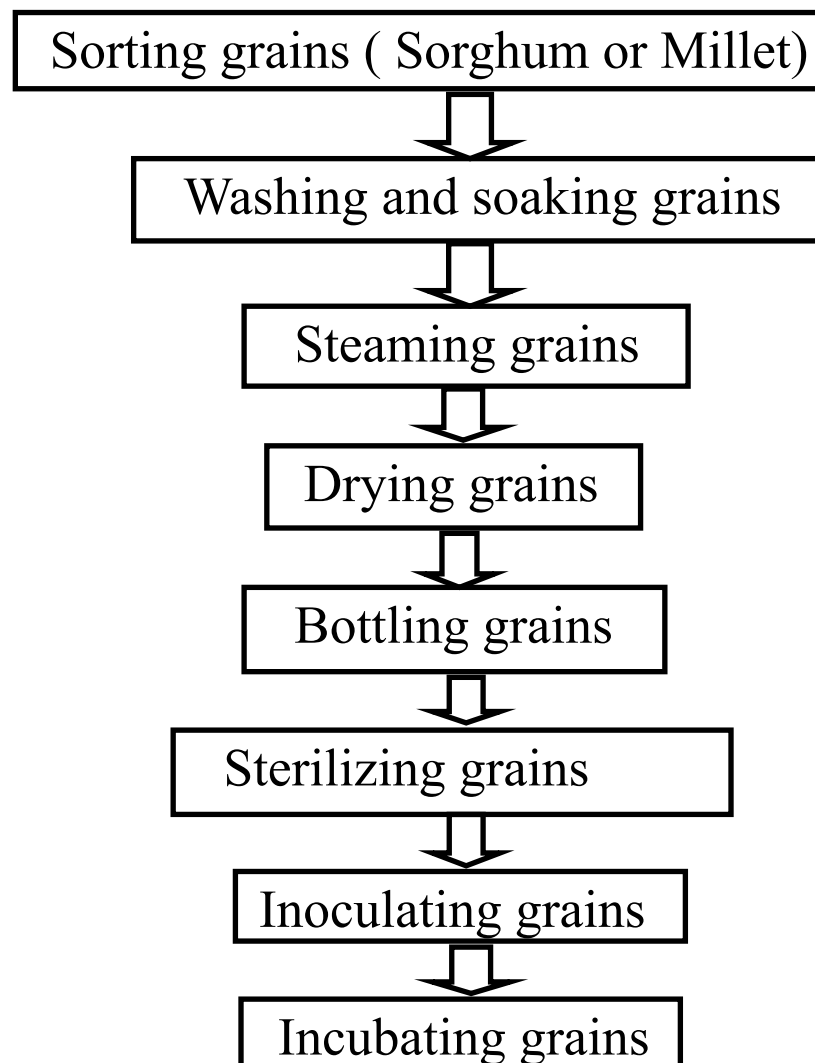 Sorting grains ( Sorghum or Millet)
Washing and soaking grains
Steaming grains
Drying grains
Bottling grains
Sterilizing grains
Inoculating grains
Incubating grains